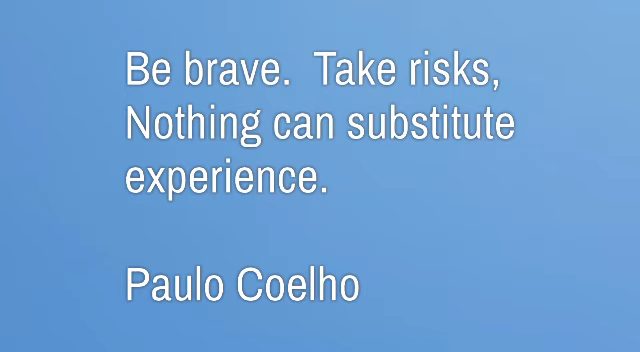 Be brave.  Take risks,
Nothing can substitute
experience.
Paulo Coelho